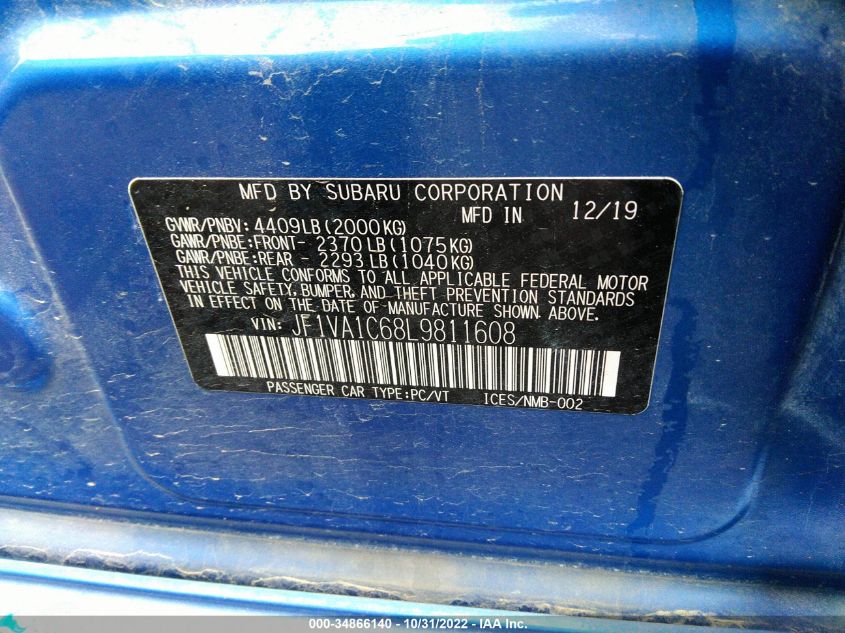 MFD BY SUBARU CORPORATION
MFD IN 12/19
GVWR/PNBV: 4409LB (2000KG)
GAWR/PNBE:FRONT- 2370 LB (1075KG)
GAWR/PNBE:REAR - 2293 LB (1040KG)
THIS VEHICLE CONFORMS TO ALL APPLICABLE FEDERAL MOTOR
VEHICLE SAFETY, BUMPER, AND THEFT PREVENTION STANDARDS
IN EFFECT ON THE DATE OF MANUFACTURE SHOWN ABOVE.
VIN: JF1VA1C68L9811608
PASSENGER CAR TYPE:PC/VT ICES/NMB-002
000-34866140 - 10/31/2022 - IAA Inc.